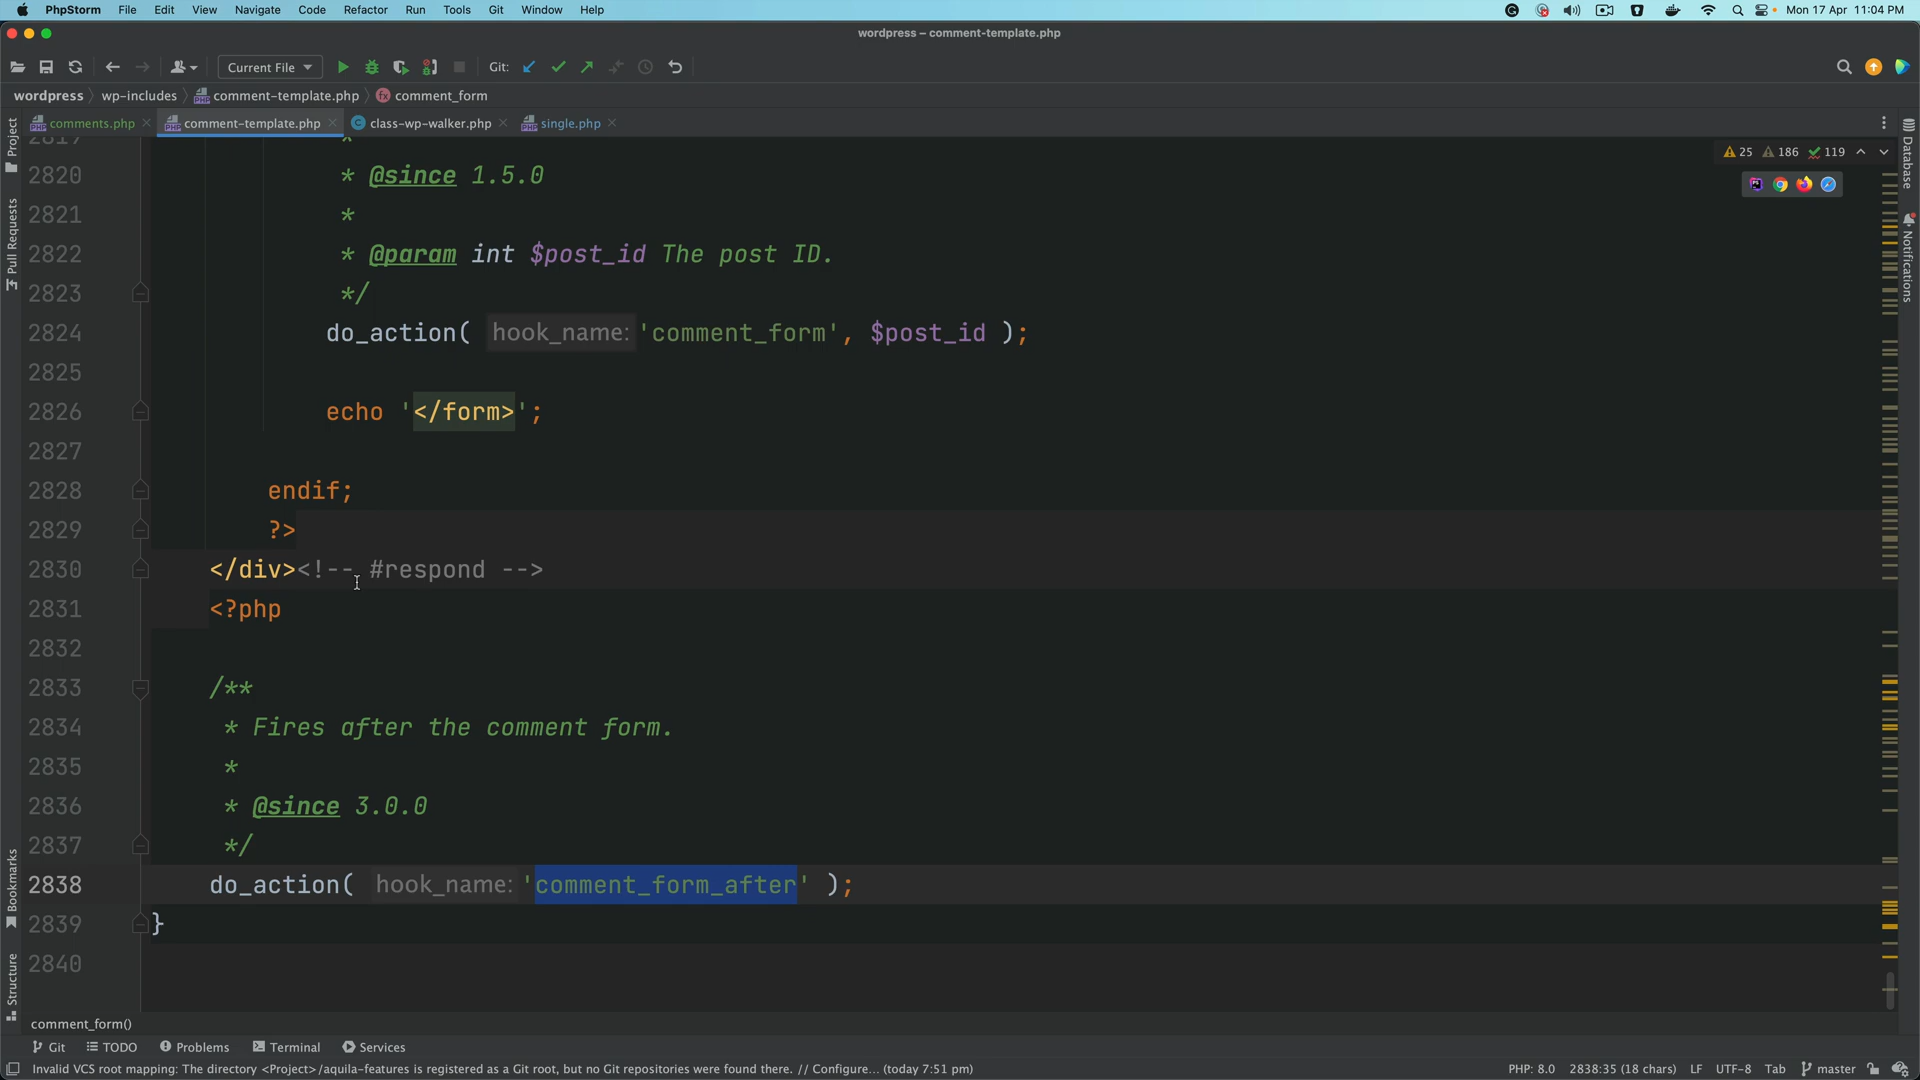 PhpStorm File Edit View Navigate Code Refactor Run Tools Git Window Help Mon 17 Apr 11:04 PM
wordpress – comment-template.php
Current File Git:
wordpress wp-includes comment-template.php comment_form
comments.php comment-template.php class-wp-walker.php single.php
25 186 119
Project
Pull Requests
Bookmarks
Structure
Database
Notifications
2820 * @since 1.5.0
2821 *
2822 * @param int $post_id The post ID.
2823 */
2824 do_action( hook_name: 'comment_form', $post_id );
2825
2826 echo '</form>';
2827
2828 endif;
2829 ?>
2830 </div><!-- #respond -->
2831 <?php
2832
2833 /**
2834 * Fires after the comment form.
2835 *
2836 * @since 3.0.0
2837 */
2838 do_action( hook_name: 'comment_form_after' );
2839 }
2840
comment_form()
Git TODO Problems Terminal Services
Invalid VCS root mapping: The directory <Project>/aquila-features is registered as a Git root, but no Git repositories were found there. // Configure... (today 7:51 pm) PHP: 8.0 2838:35 (18 chars) LF UTF-8 Tab master